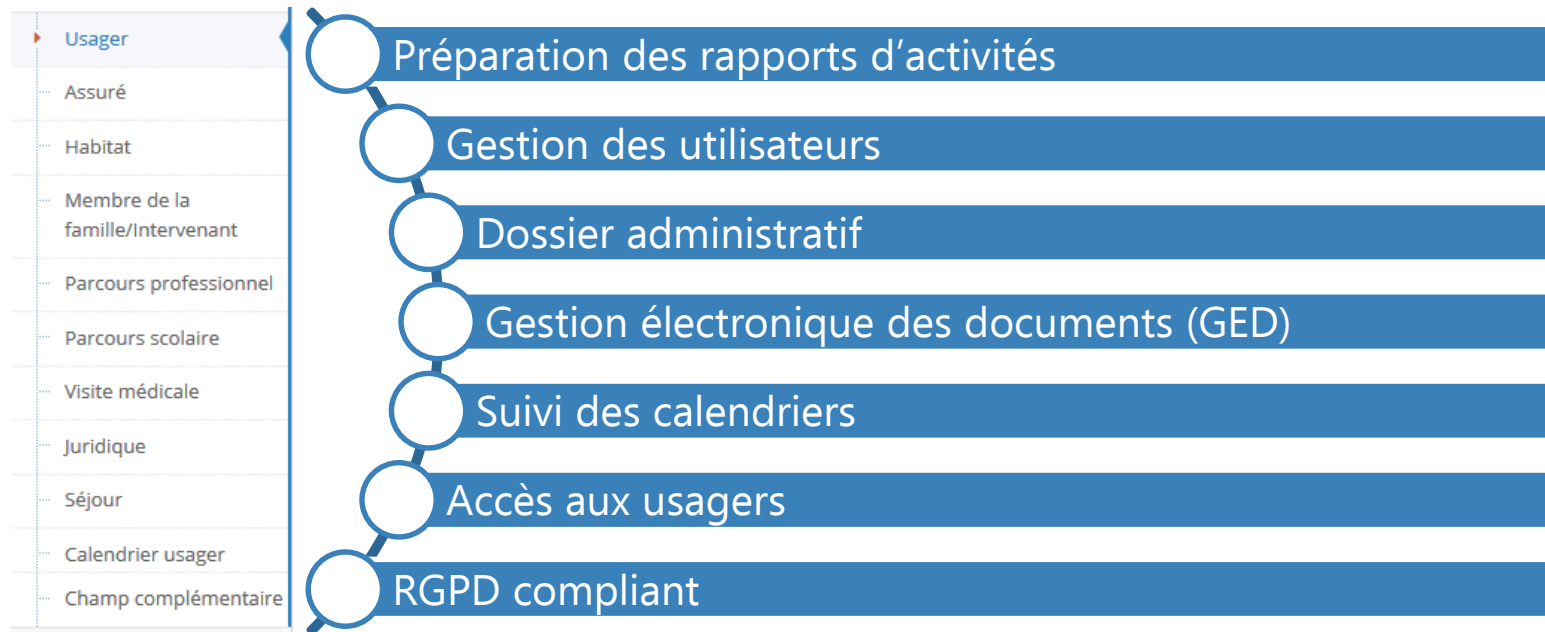 Usager
Assuré
Habitat
Membre de la
famille/Intervenant
Parcours professionnel
Parcours scolaire
Visite médicale
Juridique
Séjour
Calendrier usager
Champ complémentaire
Préparation des rapports d’activités
Gestion des utilisateurs
Dossier administratif
Gestion électronique des documents (GED)
Suivi des calendriers
Accès aux usagers
RGPD compliant